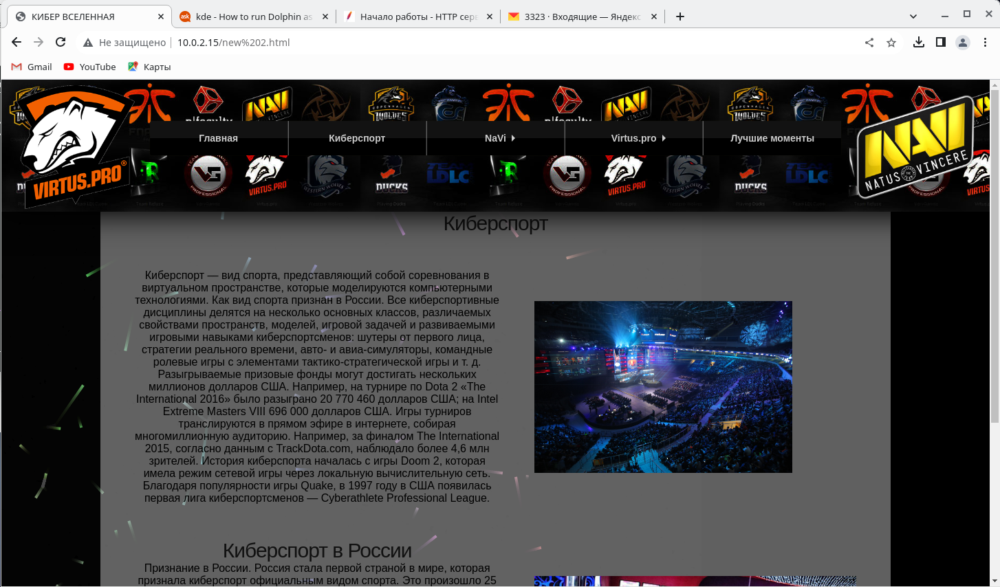 КИБЕР ВСЕЛЕННАЯ
kde - How to run Dolphin as
Начало работы - HTTP сер
3323 · Входящие — Яндекс
Не защищено
10.0.2.15/new%202.html
Gmail
YouTube
Карты
VIRTUS.PRO
NAVI
NATUS VINCERE
Главная
Киберспорт
NaVi
Virtus.pro
Лучшие моменты
COPENHAGEN
WOLVES
WESTERN WOLVES
DUCKS
LDLC
Киберспорт
Киберспорт — вид спорта, представляющий собой соревнования в
виртуальном пространстве, которые моделируются компьютерными
технологиями. Как вид спорта признан в России. Все киберспортивные
дисциплины делятся на несколько основных классов, различаемых
свойствами пространств, моделей, игровой задачей и развиваемыми
игровыми навыками киберспортсменов: шутеры от первого лица,
стратегии реального времени, авто- и авиа-симуляторы, командные
ролевые игры с элементами тактико-стратегической игры и т. д.
Разыгрываемые призовые фонды могут достигать нескольких
миллионов долларов США. Например, на турнире по Dota 2 «The
International 2016» было разыграно 20 770 460 долларов США; на Intel
Extreme Masters VIII 696 000 долларов США. Игры турниров
транслируются в прямом эфире в интернете, собирая
многомиллионную аудиторию. Например, за финалом The International
2015, согласно данным с TrackDota.com, наблюдало более 4,6 млн
зрителей. История киберспорта началась с игры Doom 2, которая
имела режим сетевой игры через локальную вычислительную сеть.
Благодаря популярности игры Quake, в 1997 году в США появилась
первая лига киберспортсменов — Cyberathlete Professional League.
Киберспорт в России
Признание в России. Россия стала первой страной в мире, которая
признала киберспорт официальным видом спорта. Это произошло 25